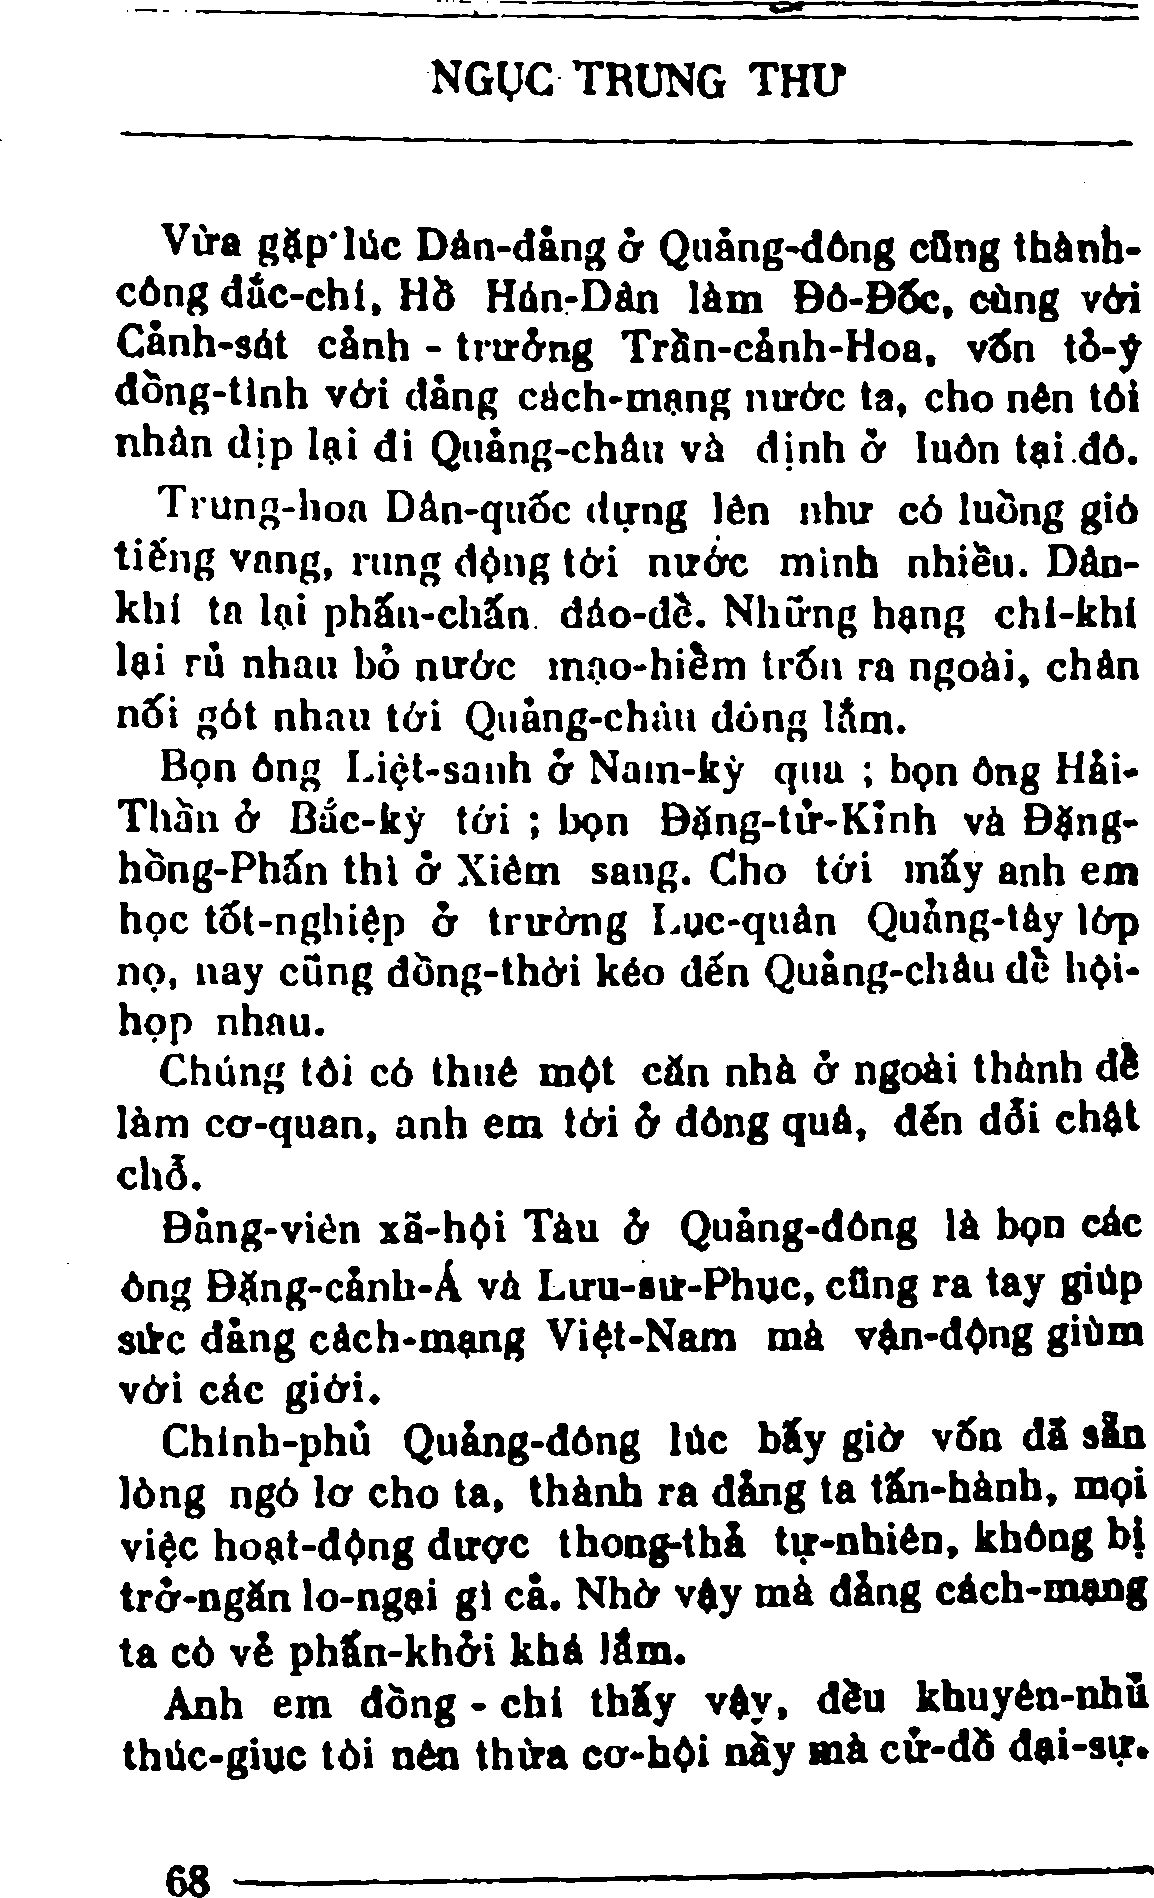 NGỤC TRUNG THƯ
Vừa gặp lúc Dân-đảng ở Quảng-đông cũng thành-
công đắc-chí, Hồ Hán-Dân làm Đô-Đốc, cùng với
Cảnh-sát cảnh - trưởng Trần-cảnh-Hoa, vốn tỏ-ý
đồng-tình với đảng cách-mạng nước ta, cho nên tôi
nhân dịp lại đi Quảng-châu và định ở luôn tại đô.
Trung-hoa Dân-quốc dựng lên như có luồng gió
tiếng vang, rung động tới nước mình nhiều. Dân-
khí ta lại phấn-chấn đáo-để. Những hạng chí-khí
lại rủ nhau bỏ nước mạo-hiểm trốn ra ngoài, chân
nối gót nhau tới Quảng-châu đông lắm.
Bọn ông Liệt-sanh ở Nam-kỳ qua ; bọn ông Hải-
Thần ở Bắc-kỳ tới ; bọn Đặng-tử-Kính và Đặng-
hồng-Phấn thì ở Xiêm sang. Cho tới mấy anh em
học tốt-nghiệp ở trường Lục-quân Quảng-tây lớp
nọ, nay cũng đồng-thời kéo đến Quảng-châu để hội-
họp nhau.
Chúng tôi có thuê một căn nhà ở ngoài thành để
làm cơ-quan, anh em tới ở đông quá, đến dỗi chật
chỗ.
Đảng-viên xã-hội Tàu ở Quảng-đông là bọn các
ông Đặng-cảnh-Á và Lưu-sư-Phục, cũng ra tay giúp
sức đảng cách-mạng Việt-Nam mà vận-động giùm
với các giới.
Chính-phủ Quảng-đông lúc bấy giờ vốn đã sẵn
lòng ngó lơ cho ta, thành ra đảng ta tấn-hành, mọi
việc hoạt-động được thong-thả tự-nhiên, không bị
trở-ngăn lo-ngại gì cả. Nhờ vậy mà đảng cách-mạng
ta có vẻ phấn-khởi khá lắm.
Anh em đồng - chí thấy vậy, đều khuyên-nhủ
thúc-giục tôi nên thừa cơ-hội nầy mà cử-đồ đại-sự.
68